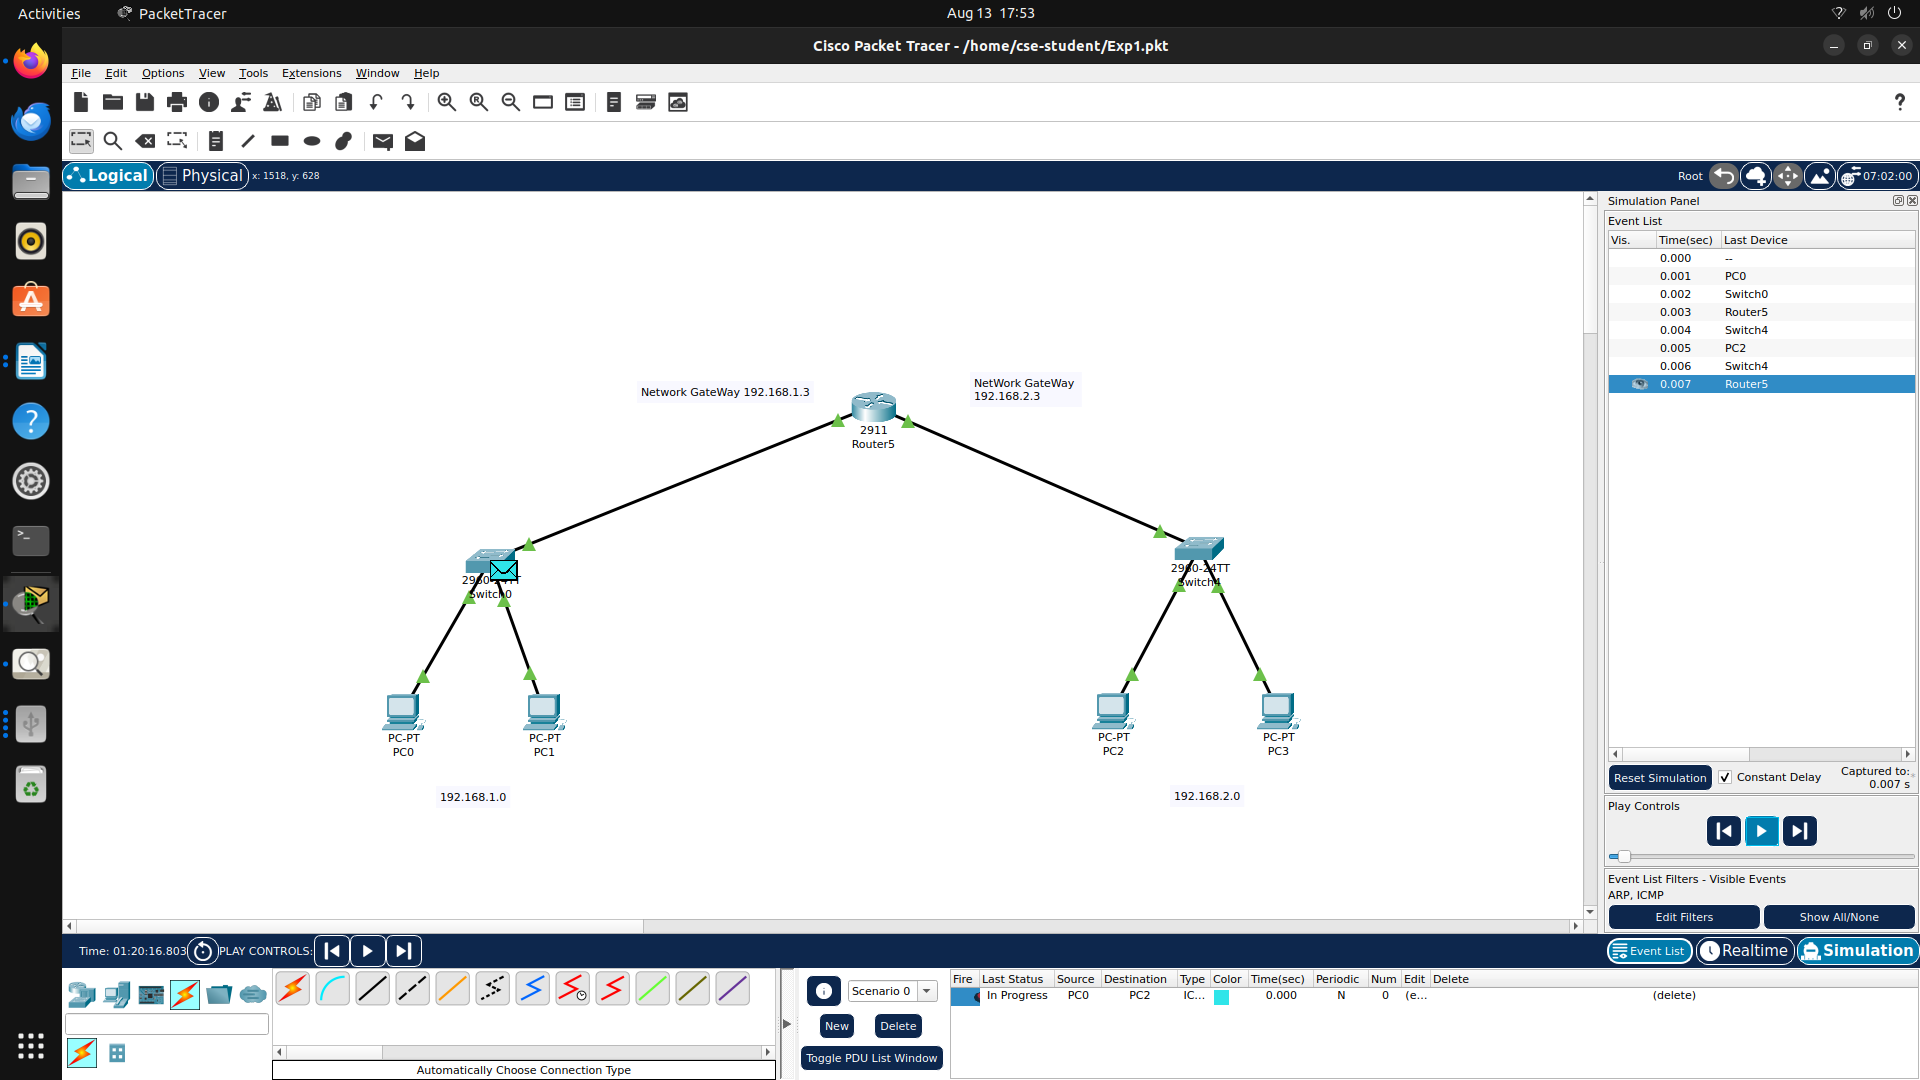 Activities
PacketTracer
Aug 13 17:53
Cisco Packet Tracer - /home/cse-student/Exp1.pkt
File Edit Options View Tools Extensions Window Help
?
Logical
Physical
x: 1518, y: 628
Root
07:02:00
Simulation Panel
Event List
Vis. Time(sec) Last Device
0.000 --
0.001 PC0
0.002 Switch0
0.003 Router5
0.004 Switch4
0.005 PC2
0.006 Switch4
0.007 Router5
Network GateWay 192.168.1.3
NetWork GateWay
192.168.2.3
2911
Router5
2960-24TT
Switch0
2960-24TT
Switch4
PC-PT
PC0
PC-PT
PC1
PC-PT
PC2
PC-PT
PC3
192.168.1.0
192.168.2.0
Reset Simulation
Constant Delay
Captured to:
0.007 s
Play Controls
Event List Filters - Visible Events
ARP, ICMP
Edit Filters
Show All/None
Time: 01:20:16.803
PLAY CONTROLS:
Event List
Realtime
Simulation
Scenario 0
New
Delete
Toggle PDU List Window
Fire Last Status Source Destination Type Color Time(sec) Periodic Num Edit Delete
In Progress PC0 PC2 IC... 0.000 N 0 (e... (delete)
Automatically Choose Connection Type